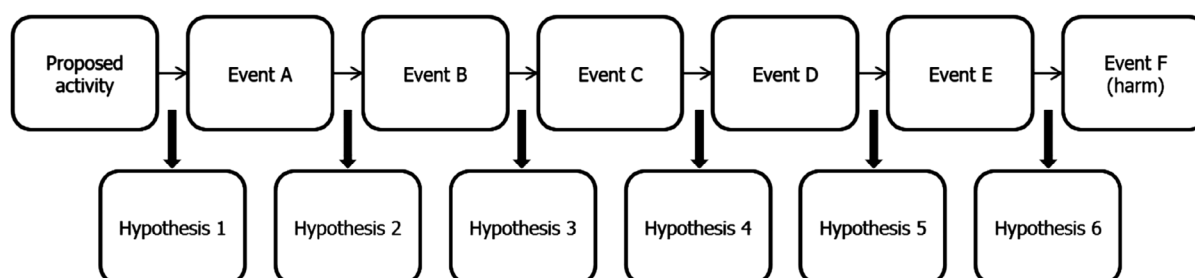 Proposed
activity
Event A
Event B
Event C
Event D
Event E
Event F
(harm)
Hypothesis 1
Hypothesis 2
Hypothesis 3
Hypothesis 4
Hypothesis 5
Hypothesis 6